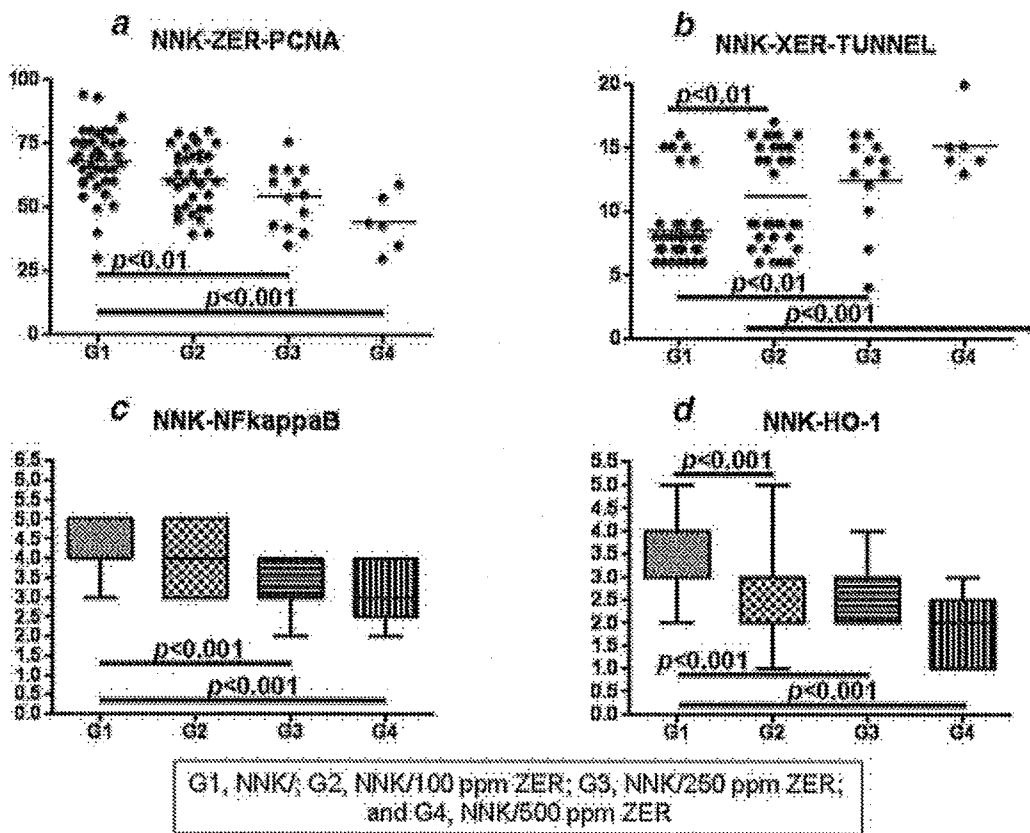 a NNK-ZER-PCNA
100
75
50
25
0
p<0.01
p<0.001
G1 G2 G3 G4
b NNK-XER-TUNNEL
20
15
10
5
0
p<0.01
p<0.01
p<0.001
G1 G2 G3 G4
c NNK-NFkappaB
6.5
6.0
5.5
5.0
4.5
4.0
3.5
3.0
2.5
2.0
1.5
1.0
0.5
0.0
p<0.001
p<0.001
G1 G2 G3 G4
d NNK-HO-1
5.5
5.0
4.5
4.0
3.5
3.0
2.5
2.0
1.5
1.0
0.5
0.0
p<0.001
p<0.001
p<0.001
G1 G2 G3 G4
G1, NNK/; G2, NNK/100 ppm ZER; G3, NNK/250 ppm ZER;
and G4, NNK/500 ppm ZER